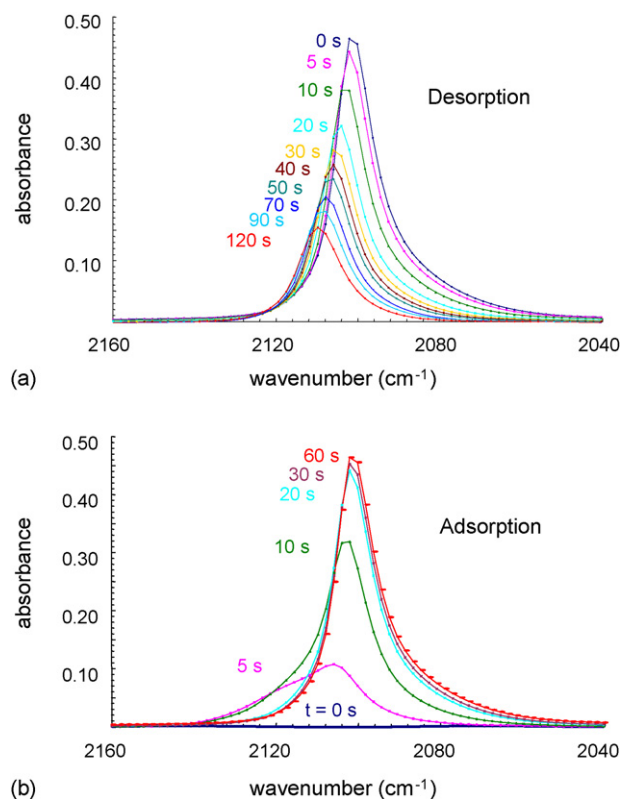 0.50
0.40
0.30
0.20
0.10
absorbance
0 s
5 s
10 s
20 s
30 s
40 s
50 s
70 s
90 s
120 s
Desorption
2160
2120
2080
2040
wavenumber (cm⁻¹)
(a)
0.50
0.40
0.30
0.20
0.10
absorbance
60 s
30 s
20 s
10 s
5 s
t = 0 s
Adsorption
2160
2120
2080
2040
wavenumber (cm⁻¹)
(b)